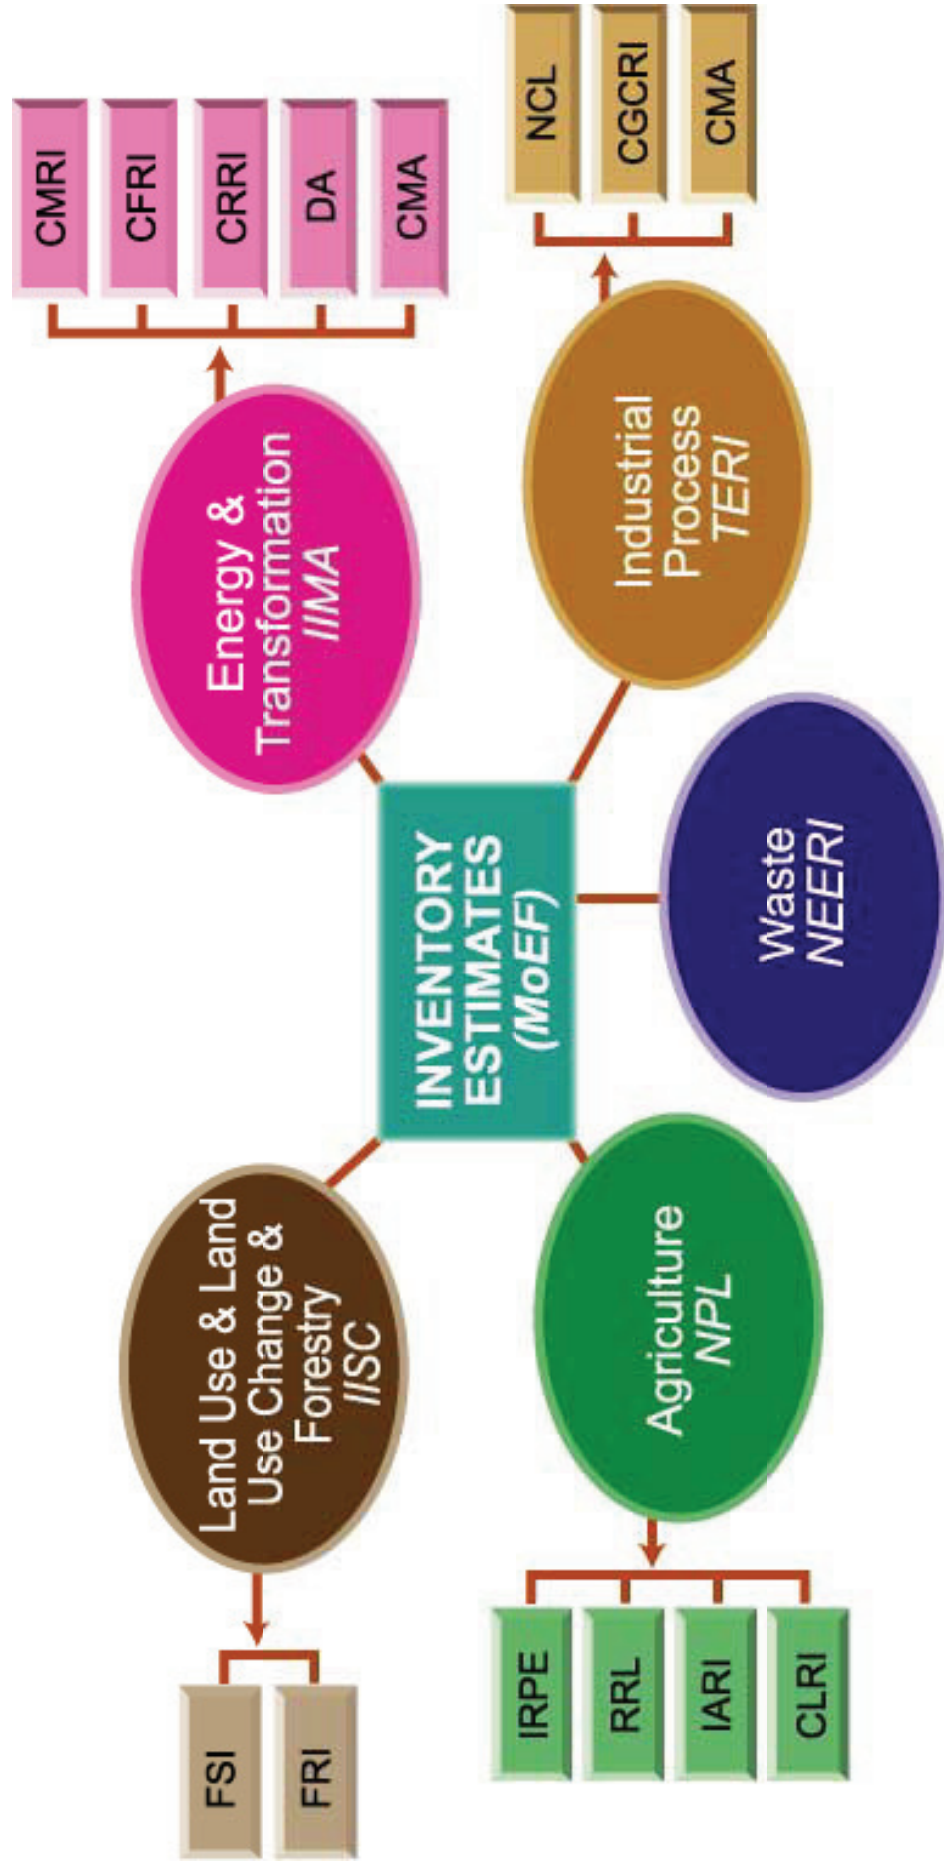 FSI
FRI
Land Use & Land
Use Change &
Forestry
IISC
Energy &
Transformation
IIMA
CMRI
CFRI
CRRI
DA
CMA
INVENTORY
ESTIMATES
(MoEF)
IRPE
RRL
IARI
CLRI
Agriculture
NPL
Waste
NEERI
Industrial
Process
TERI
NCL
CGCRI
CMA